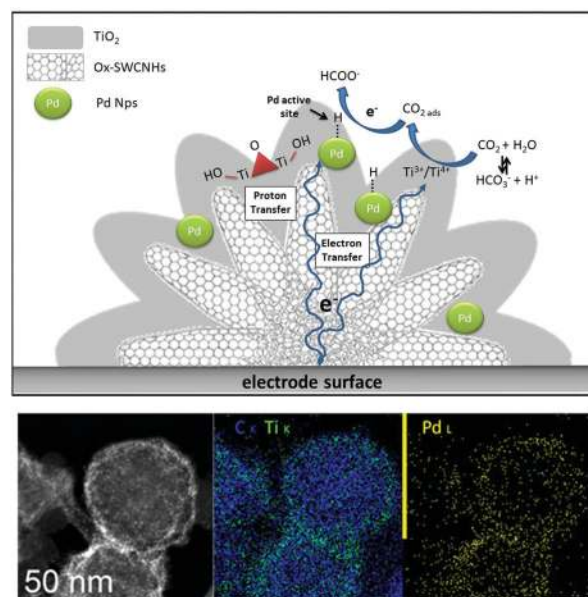 TiO₂
Ox-SWCNHs
Pd
Pd Nps
HCOO⁻
Pd active
site
e⁻
CO₂ ads
H
O
OH
CO₂ + H₂O
HO
Ti
Ti
Pd
Ti³⁺/Ti⁴⁺
HCO₃⁻ + H⁺
H
Proton
Transfer
Pd
Pd
Electron
Transfer
e⁻
Pd
electrode surface
C K Ti K
Pd L
50 nm